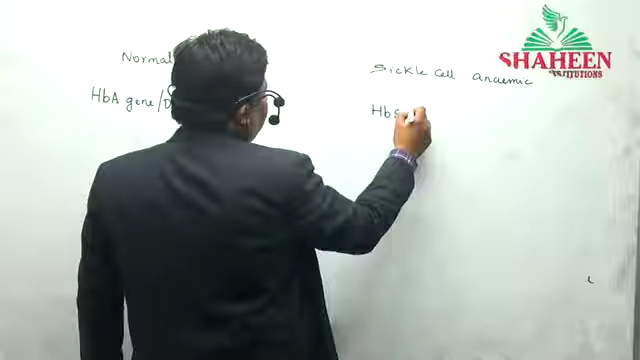 Normal
Sickle cell anaemic
HbA gene/D
HbS
SHAHEEN
INSTITUTIONS